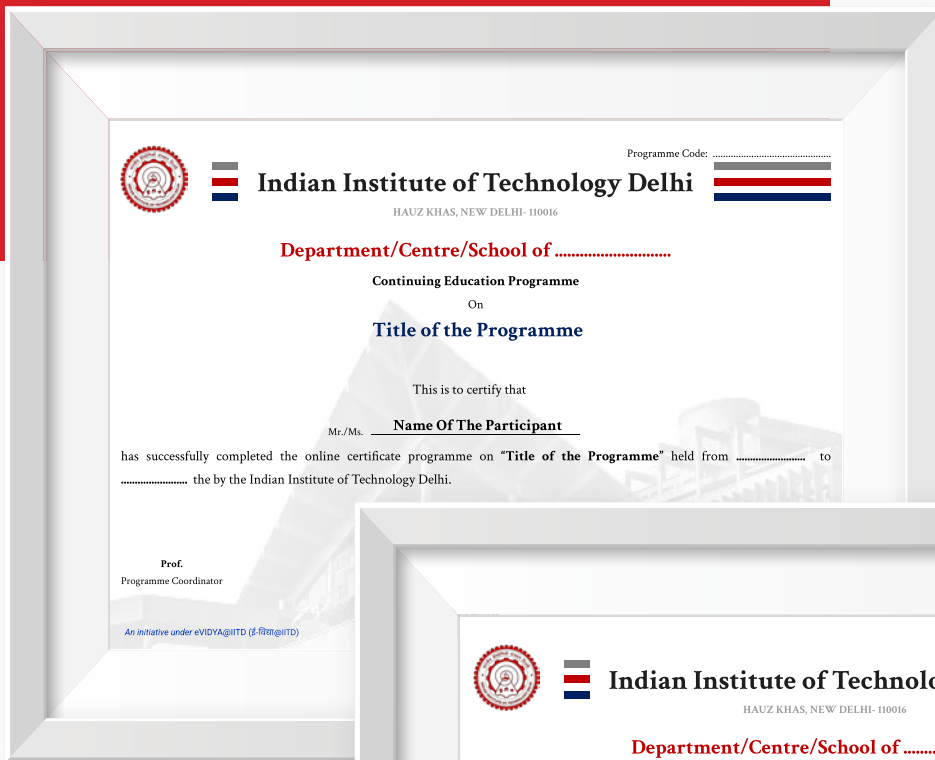 Programme Code: ............................................
Indian Institute of Technology Delhi
HAUZ KHAS, NEW DELHI- 110016
Department/Centre/School of ............................
Continuing Education Programme
On
Title of the Programme
This is to certify that
Mr./Ms. Name Of The Participant
has successfully completed the online certificate programme on “Title of the Programme” held from ......................... to
........................ the by the Indian Institute of Technology Delhi.
Prof.
Programme Coordinator
An initiative under eVIDYA@IITD (ई-विद्या@IITD)
Indian Institute of Technolo
HAUZ KHAS, NEW DELHI- 110016
Department/Centre/School of ........